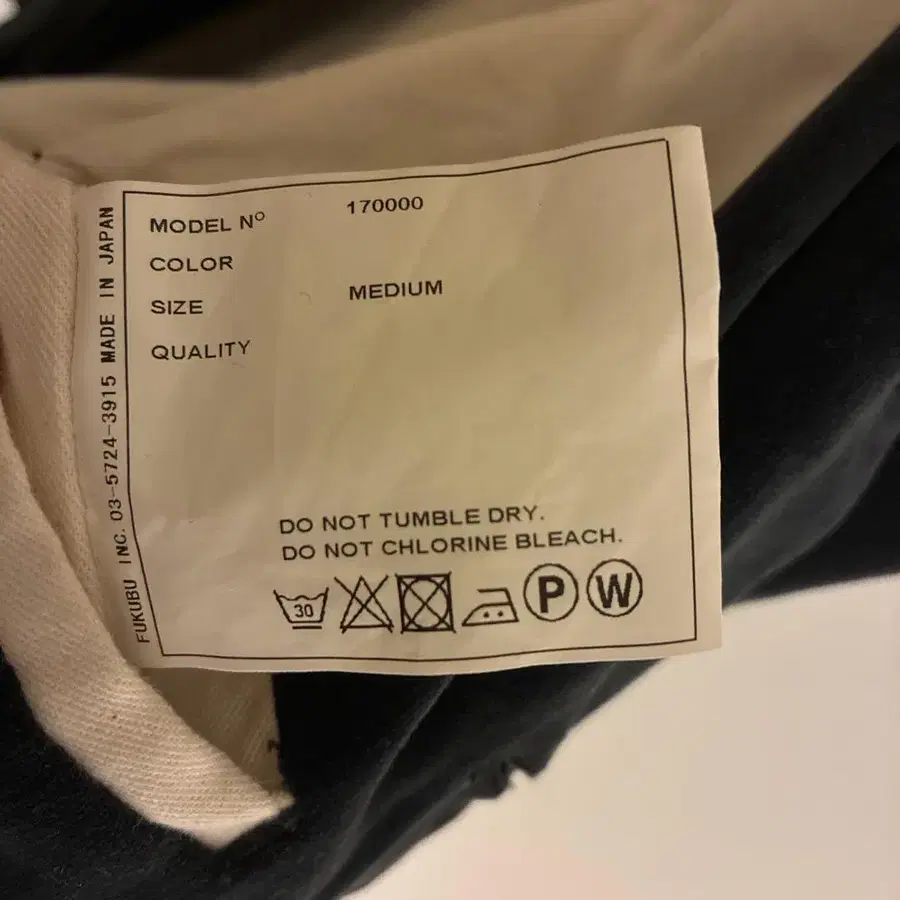 MODEL Nº 170000
COLOR
SIZE MEDIUM
QUALITY
DO NOT TUMBLE DRY.
DO NOT CHLORINE BLEACH.
30 P W
FUKUBU INC. 03-5724-3915 MADE IN JAPAN